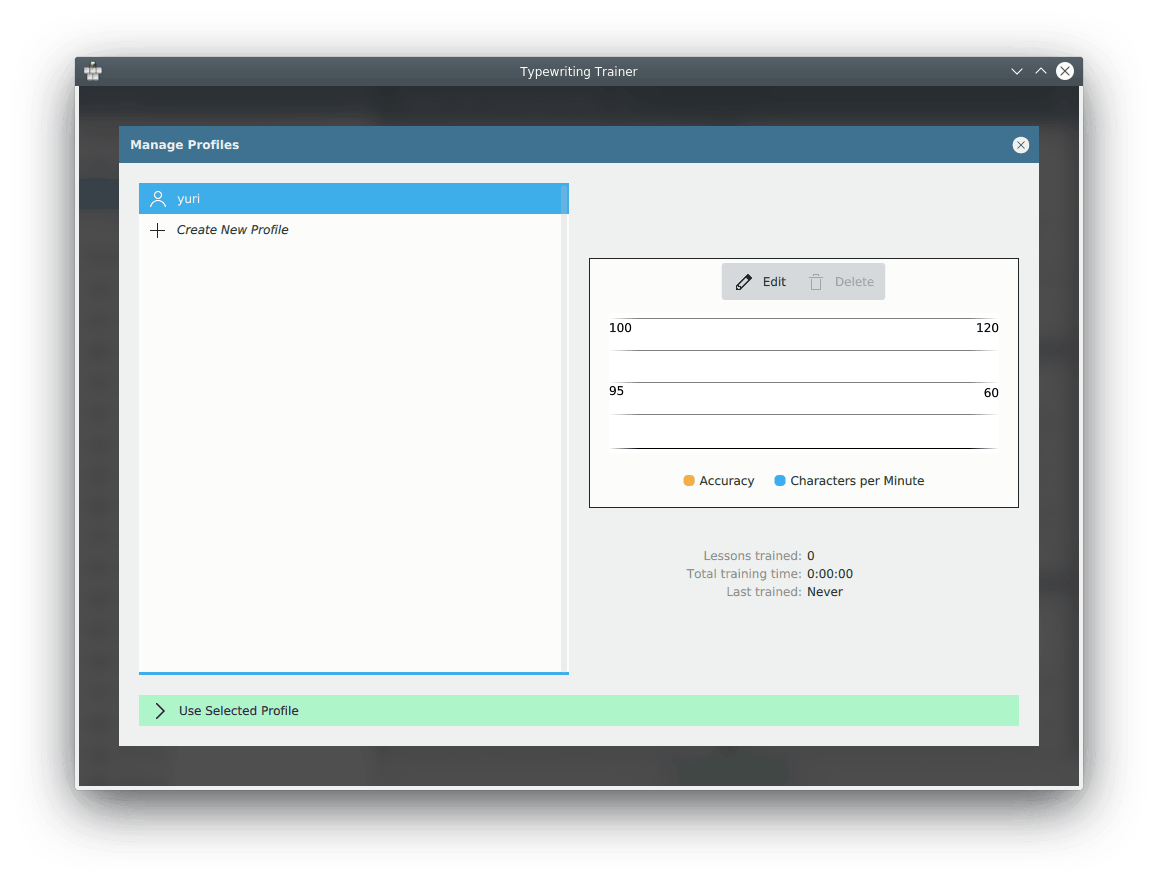 Typewriting Trainer
Manage Profiles
yuri
Create New Profile
Edit Delete
100 120
95 60
Accuracy Characters per Minute
Lessons trained: 0
Total training time: 0:00:00
Last trained: Never
Use Selected Profile